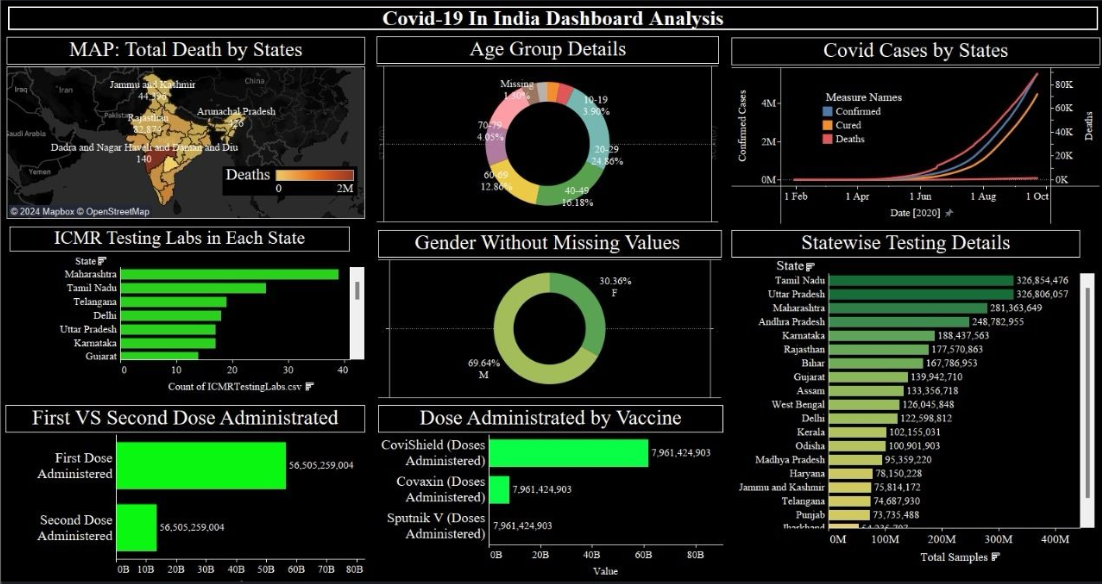 Covid-19 In India Dashboard Analysis
MAP: Total Death by States
Iraq
Iran
China
Jammu and Kashmir
Pakistan
Rajasthan
Arunachal Pradesh
Saudi Arabia
Dadra and Nagar Haveli and Daman and Diu
140
Yemen
Deaths
0
2M
© 2024 Mapbox © OpenStreetMap
Age Group Details
Missing
10-19
3.90%
70-79
4.05%
20-29
24.86%
60-69
12.86%
40-49
16.18%
Covid Cases by States
Measure Names
Confirmed
Cured
Deaths
Confirmed Cases
4M
2M
0M
80K
60K
40K
20K
0K
Deaths
1 Feb
1 Apr
1 Jun
1 Aug
1 Oct
Date [2020]
ICMR Testing Labs in Each State
State
Maharashtra
Tamil Nadu
Telangana
Delhi
Uttar Pradesh
Karnataka
Gujarat
0 10 20 30 40
Count of ICMRTestingLabs.csv
Gender Without Missing Values
30.36%
F
69.64%
M
Statewise Testing Details
State
Tamil Nadu 326,854,476
Uttar Pradesh 326,806,057
Maharashtra 281,363,649
Andhra Pradesh 248,782,955
Karnataka 188,437,563
Rajasthan 177,570,863
Bihar 167,786,953
Gujarat 139,942,710
Assam 133,356,718
West Bengal 126,045,848
Delhi 122,598,812
Kerala 102,155,031
Odisha 100,901,903
Madhya Pradesh 95,359,220
Haryana 78,150,228
Jammu and Kashmir 75,814,172
Telangana 74,687,930
Punjab 73,735,488
Jharkhand
0M 100M 200M 300M 400M
Total Samples
First VS Second Dose Administrated
First Dose
Administered
56,505,259,004
Second Dose
Administered
56,505,259,004
0B 10B 20B 30B 40B 50B 60B 70B 80B
Dose Administrated by Vaccine
CoviShield (Doses
Administered)
7,961,424,903
Covaxin (Doses
Administered)
7,961,424,903
Sputnik V (Doses
Administered)
7,961,424,903
0B 20B 40B 60B 80B
Value